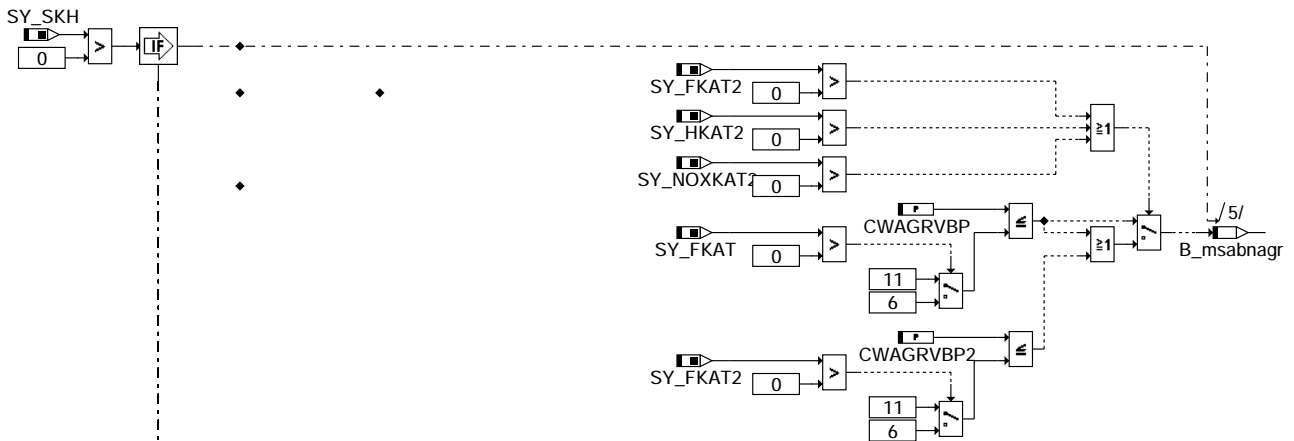 SY_SKH
0
>
IF
SY_FKAT2
0
>
SY_HKAT2
0
>
≥1
SY_NOXKAT2
0
>
P
CWAGRVBP
≤
/5/
B_msabnagr
SY_FKAT
0
>
≥1
11
6
P
CWAGRVBP2
≤
SY_FKAT2
0
>
11
6